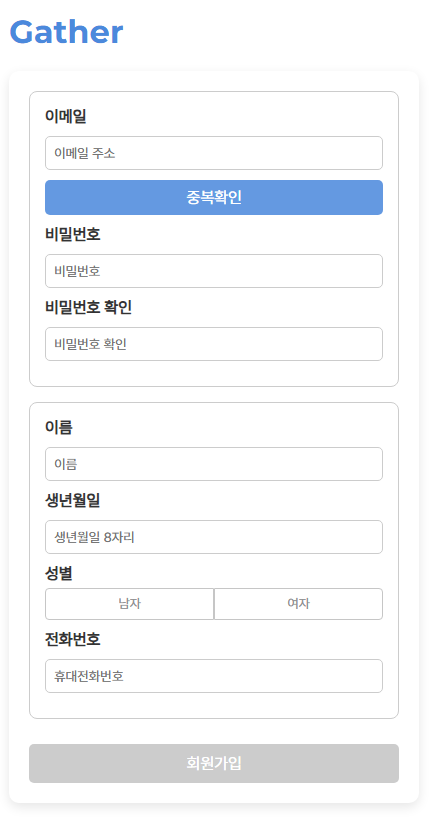 Gather
이메일
이메일 주소
중복확인
비밀번호
비밀번호
비밀번호 확인
비밀번호 확인
이름
이름
생년월일
생년월일 8자리
성별
남자 여자
전화번호
휴대전화번호
회원가입